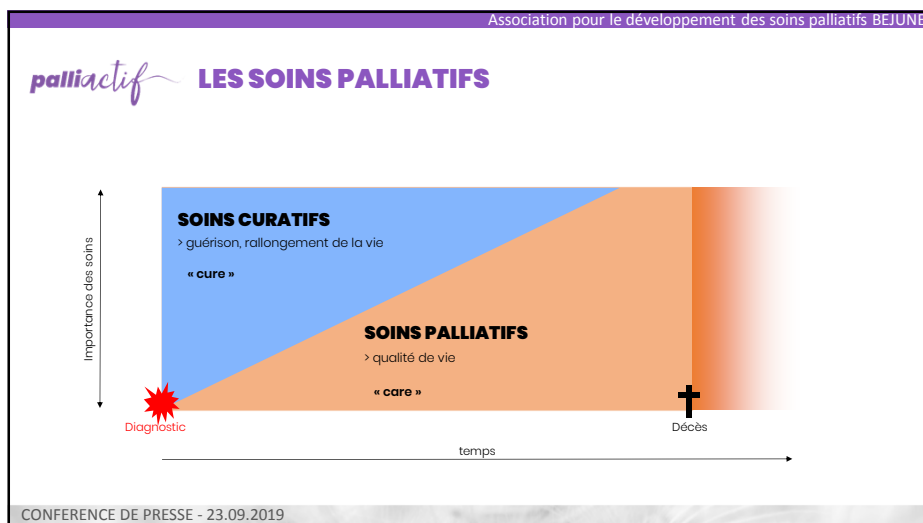 Association pour le développement des soins palliatifs BEJUNE
palliactif
LES SOINS PALLIATIFS
SOINS CURATIFS
> guérison, rallongement de la vie
« cure »
Importance des soins
SOINS PALLIATIFS
> qualité de vie
« care »
Diagnostic
Décès
temps
CONFERENCE DE PRESSE - 23.09.2019